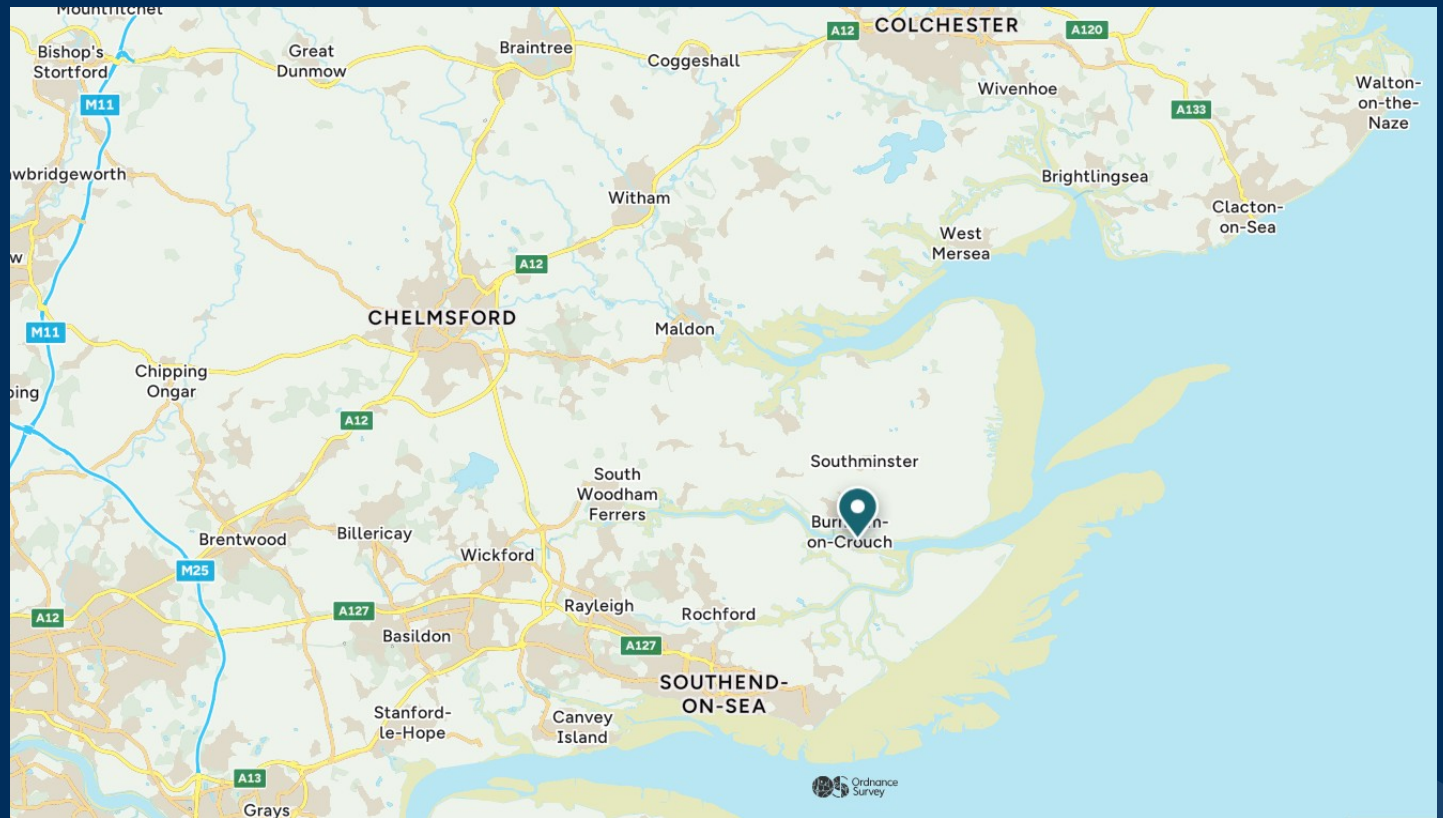 Mountfitchet
Bishop's
Stortford
Great
Dunmow
Braintree
Coggeshall
A12
COLCHESTER
A120
Wivenhoe
Walton-
on-the-
Naze
M11
A133
awbridgeworth
Witham
Brightlingsea
Clacton-
on-Sea
West
Mersea
w
A12
CHELMSFORD
Maldon
M11
Chipping
Ongar
ping
A12
Southminster
South
Woodham
Ferrers
on-Crouch
Brentwood
Billericay
Wickford
M25
A12
A127
Rayleigh
Rochford
Basildon
A127
SOUTHEND-
ON-SEA
Stanford-
le-Hope
Canvey
Island
A13
Grays
Ordnance
Survey